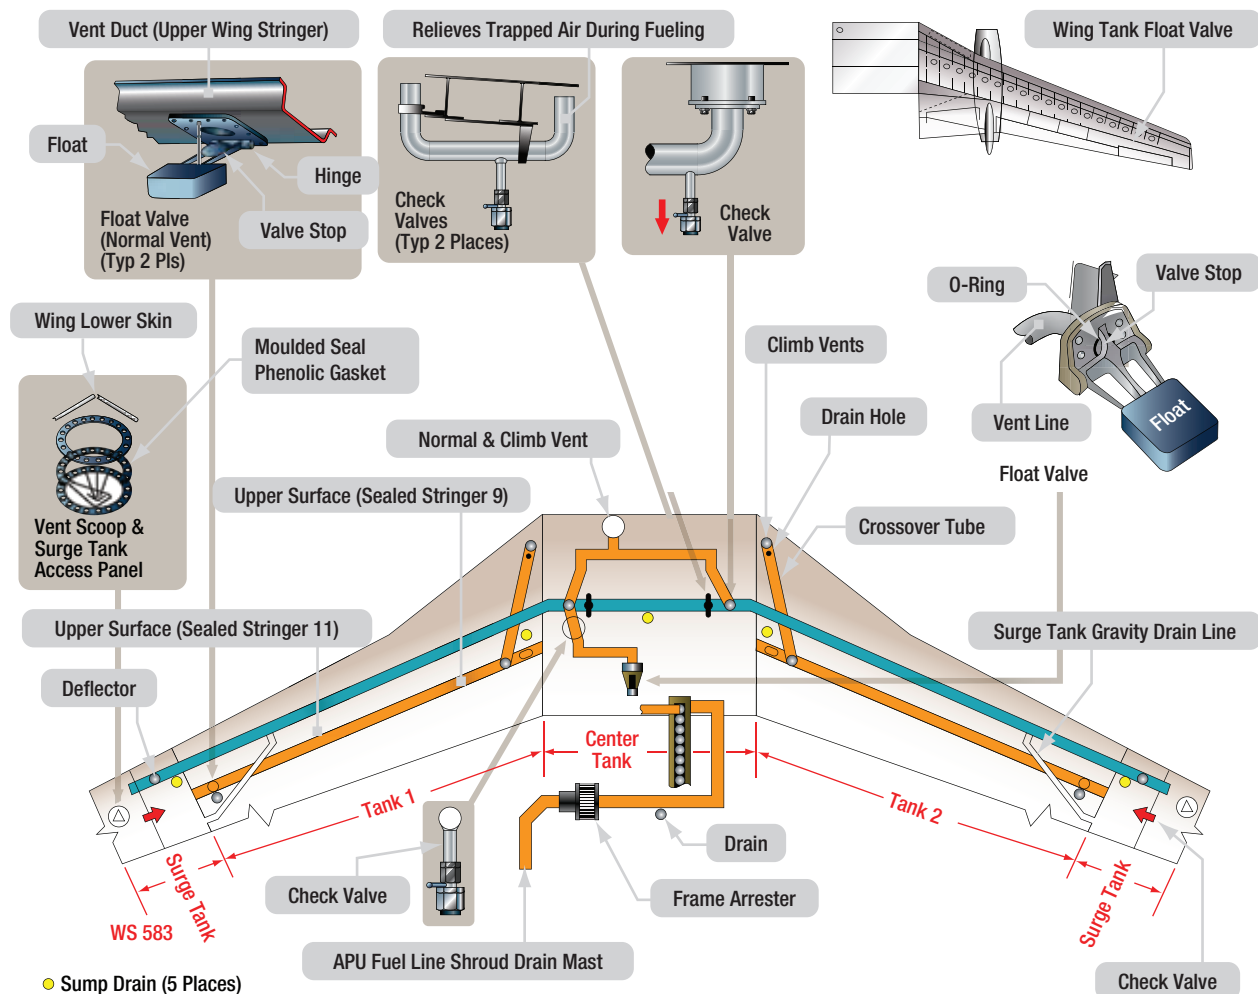 Vent Duct (Upper Wing Stringer)
Relieves Trapped Air During Fueling
Wing Tank Float Valve
Float
Hinge
Valve Stop
Float Valve
(Normal Vent)
(Typ 2 Pls)
Check
Valves
(Typ 2 Places)
Check
Valve
O-Ring
Valve Stop
Vent Line
Float
Float Valve
Wing Lower Skin
Moulded Seal
Phenolic Gasket
Vent Scoop &
Surge Tank
Access Panel
Climb Vents
Drain Hole
Normal & Climb Vent
Upper Surface (Sealed Stringer 9)
Crossover Tube
Upper Surface (Sealed Stringer 11)
Surge Tank Gravity Drain Line
Deflector
Center
Tank
Tank 1
Tank 2
Surge Tank
Surge Tank
WS 583
Check Valve
Drain
Frame Arrester
APU Fuel Line Shroud Drain Mast
Check Valve
Sump Drain (5 Places)